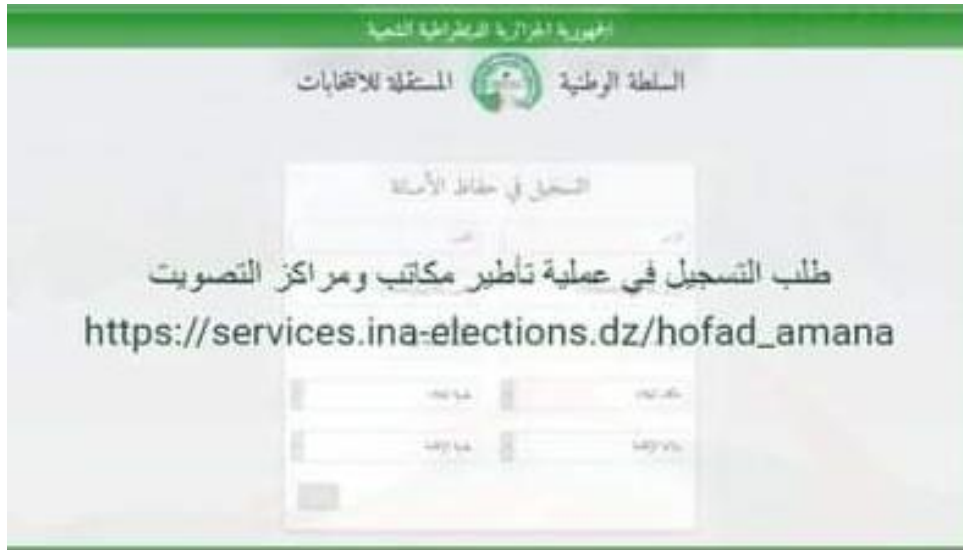 الجمهورية الجزائرية الديمقراطية الشعبية
السلطة الوطنية المستقلة للانتخابات
التسجيل في حفاظ الأمانة
طلب التسجيل في عملية تأطير مكاتب ومراكز التصويت
https://services.ina-elections.dz/hofad_amana